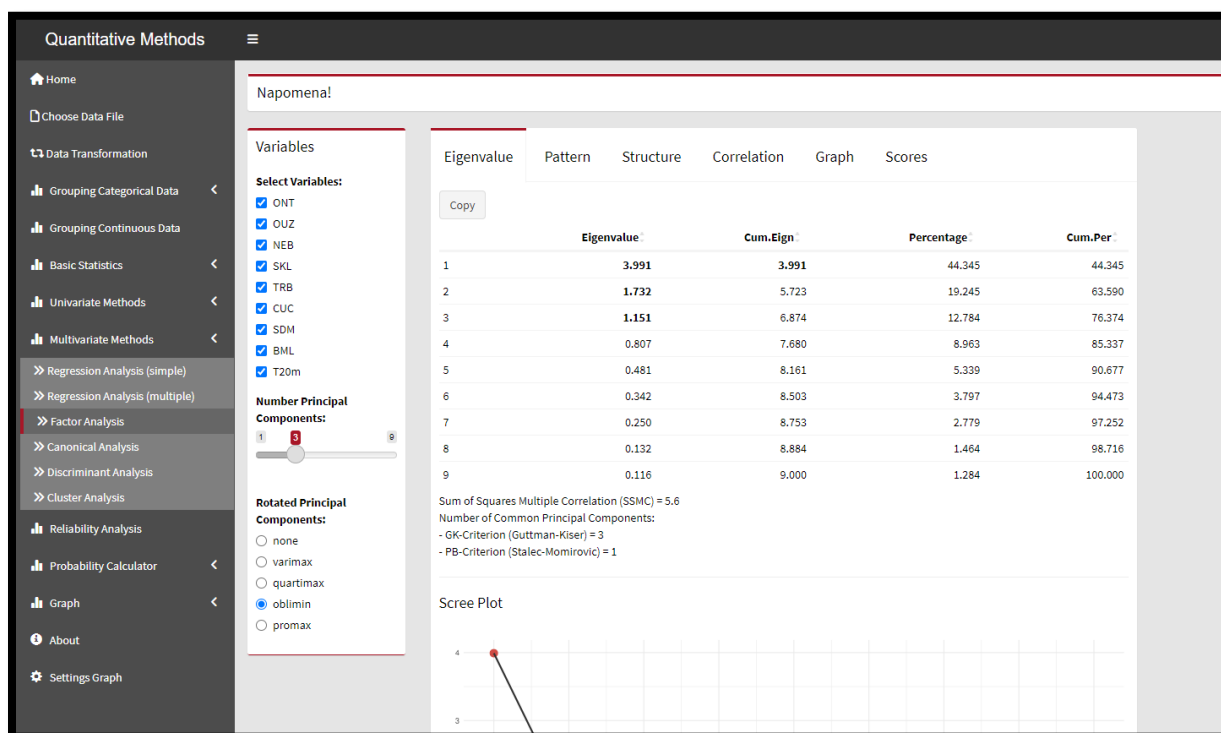 Quantitative Methods
Home
Choose Data File
Data Transformation
Grouping Categorical Data
Grouping Continuous Data
Basic Statistics
Univariate Methods
Multivariate Methods
Regression Analysis (simple)
Regression Analysis (multiple)
Factor Analysis
Canonical Analysis
Discriminant Analysis
Cluster Analysis
Reliability Analysis
Probability Calculator
Graph
About
Settings Graph
Napomena!
Variables
Select Variables:
ONT
OUZ
NEB
SKL
TRB
CUC
SDM
BML
T20m
Number Principal
Components:
1 3 9
Rotated Principal
Components:
none
varimax
quartimax
oblimin
promax
Eigenvalue Pattern Structure Correlation Graph Scores
Copy
Eigenvalue Cum.Eign Percentage Cum.Per
1 3.991 3.991 44.345 44.345
2 1.732 5.723 19.245 63.590
3 1.151 6.874 12.784 76.374
4 0.807 7.680 8.963 85.337
5 0.481 8.161 5.339 90.677
6 0.342 8.503 3.797 94.473
7 0.250 8.753 2.779 97.252
8 0.132 8.884 1.464 98.716
9 0.116 9.000 1.284 100.000
Sum of Squares Multiple Correlation (SSMC) = 5.6
Number of Common Principal Components:
- GK-Criterion (Guttman-Kiser) = 3
- PB-Criterion (Stalec-Momirovic) = 1
Scree Plot
4
3